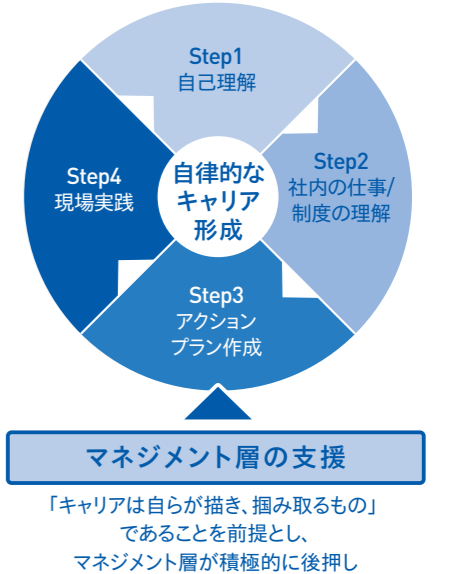 Step1
自己理解
Step2
社内の仕事/
制度の理解
Step3
アクション
プラン作成
Step4
現場実践
自律的な
キャリア
形成
マネジメント層の支援
「キャリアは自らが描き、掴み取るもの」
であることを前提とし、
マネジメント層が積極的に後押し